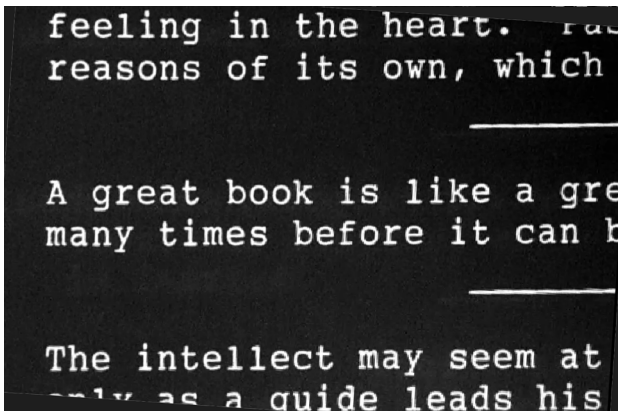 feeling in the heart.
reasons of its own, which
A great book is like a
many times before it can
The intellect may seem at
only as a guide leads his